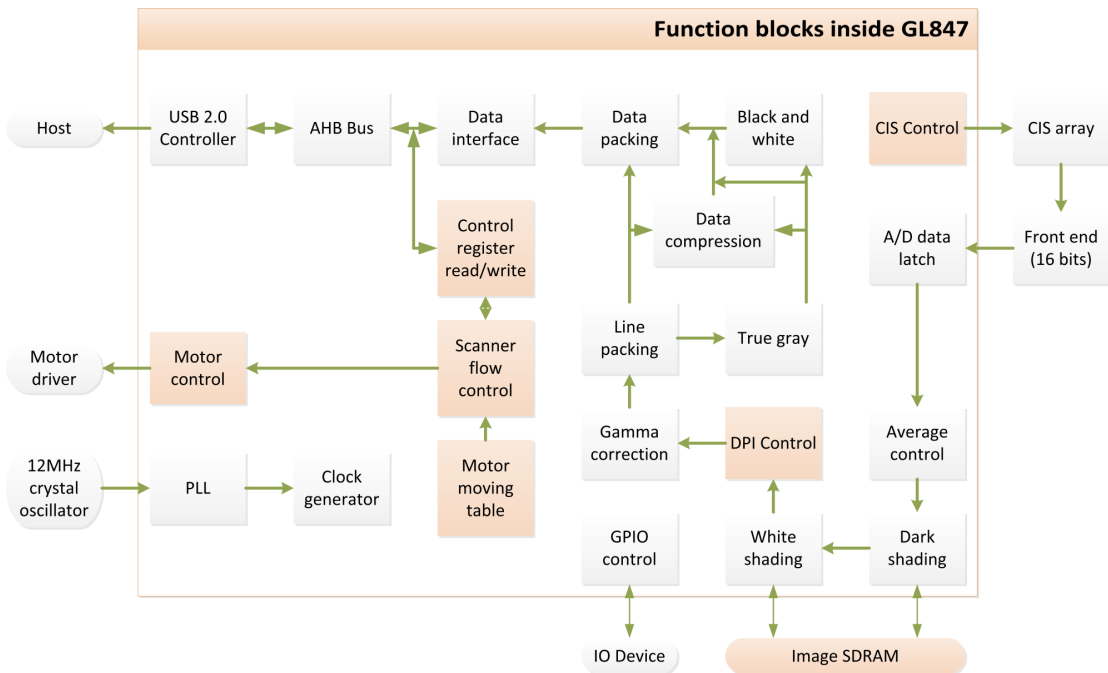 Function blocks inside GL847
Host
USB 2.0
Controller
AHB Bus
Data
interface
Data
packing
Black and
white
CIS Control
CIS array
Control
register
read/write
Data
compression
A/D data
latch
Front end
(16 bits)
Motor
driver
Motor
control
Scanner
flow
control
Line
packing
True gray
12MHz
crystal
oscillator
PLL
Clock
generator
Motor
moving
table
Gamma
correction
DPI Control
Average
control
GPIO
control
White
shading
Dark
shading
IO Device
Image SDRAM